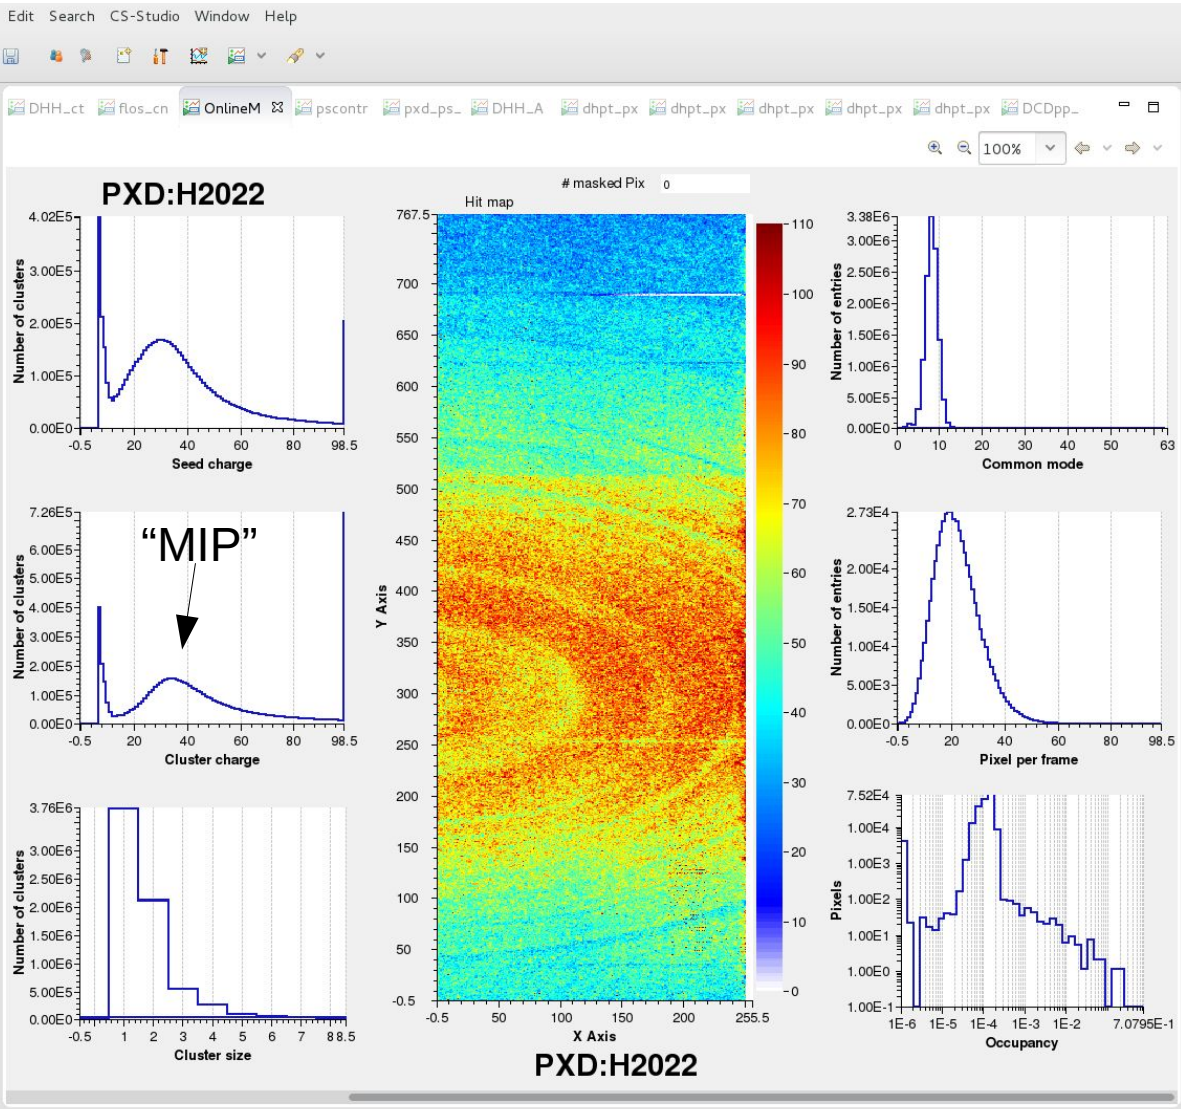 Edit Search CS-Studio Window Help
DHH_ct flos_cn OnlineM pscontr pxd_ps_ DHH_A dhpt_px dhpt_px dhpt_px dhpt_px dhpt_px DCDpp_
100%
PXD:H2022
4.02E5
3.00E5
2.00E5
1.00E5
0.00E0
Number of clusters
-0.5 20 40 60 80 98.5
Seed charge
7.26E5
6.00E5
5.00E5
4.00E5
3.00E5
2.00E5
1.00E5
0.00E0
Number of clusters
“MIP”
-0.5 20 40 60 80 98.5
Cluster charge
3.76E6
3.00E6
2.50E6
2.00E6
1.50E6
1.00E6
5.00E5
0.00E0
Number of clusters
-0.5 1 2 3 4 5 6 7 8 8.5
Cluster size
# masked Pix 0
Hit map
767.5
700
650
600
550
500
450
400
350
300
250
200
150
100
50
-0.5
Y Axis
-0.5 50 100 150 200 255.5
X Axis
PXD:H2022
110
100
90
80
70
60
50
40
30
20
10
0
3.38E6
3.00E6
2.50E6
2.00E6
1.50E6
1.00E6
5.00E5
0.00E0
Number of entries
0 10 20 30 40 50 63
Common mode
2.73E4
2.00E4
1.50E4
1.00E4
5.00E3
0.00E0
Number of entries
-0.5 20 40 60 80 98.5
Pixel per frame
7.52E4
1.00E4
1.00E3
1.00E2
1.00E1
1.00E0
1.00E-1
Pixels
1E-6 1E-5 1E-4 1E-3 1E-2 7.0795E-1
Occupancy